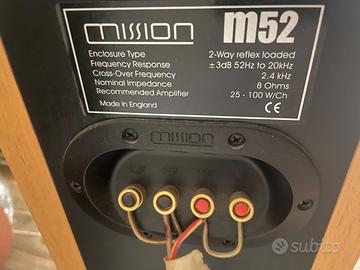 mission m52
Enclosure Type 2-Way reflex loaded
Frequency Response ±3dB 52Hz to 20kHz
Cross-Over Frequency 2.4 kHz
Nominal Impedance 8 Ohms
Recommended Amplifier 25 - 100 W/Ch
Made in England CE
mission
subito